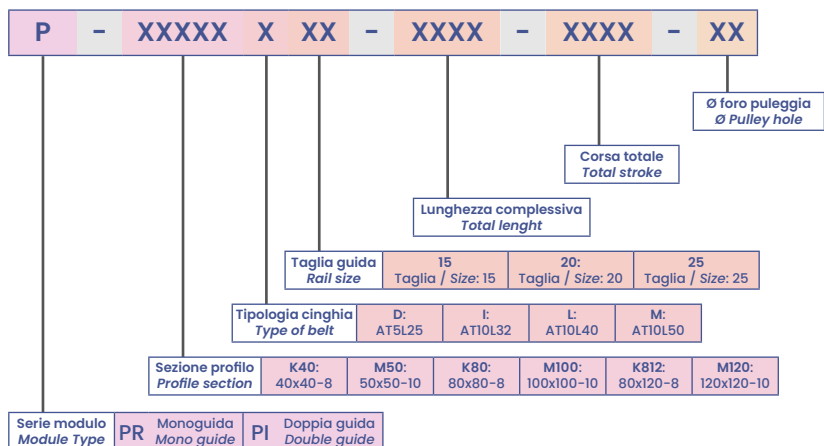 P - XXXXX X XX - XXXX - XXXX - XX
Ø foro puleggia
Ø Pulley hole
Corsa totale
Total stroke
Lunghezza complessiva
Total lenght
Taglia guida
Rail size
15
Taglia / Size: 15
20:
Taglia / Size: 20
25
Taglia / Size: 25
Tipologia cinghia
Type of belt
D:
AT5L25
I:
AT10L32
L:
AT10L40
M:
AT10L50
Sezione profilo
Profile section
K40:
40x40-8
M50:
50x50-10
K80:
80x80-8
M100:
100x100-10
K812:
80x120-8
M120:
120x120-10
Serie modulo
Module Type
PR
Monoguida
Mono guide
PI
Doppia guida
Double guide